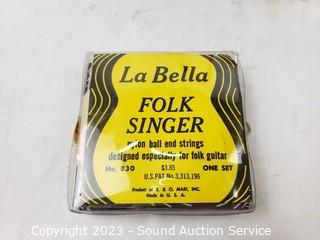 La Bella
FOLK
SINGER
nylon ball end strings
designed especially for folk guitar
No. 830 $3.85 ONE SET
U.S. PAT No. 3,313,196
Product of E. & O. MARI, INC.
Made in U. S. A.
Copyright - 2023 - Sound Auction Service